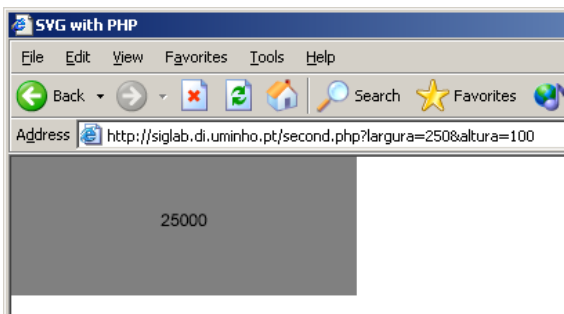 SVG with PHP
File Edit View Favorites Tools Help
Back Search Favorites
Address http://siglab.di.uminho.pt/second.php?largura=250&altura=100
25000